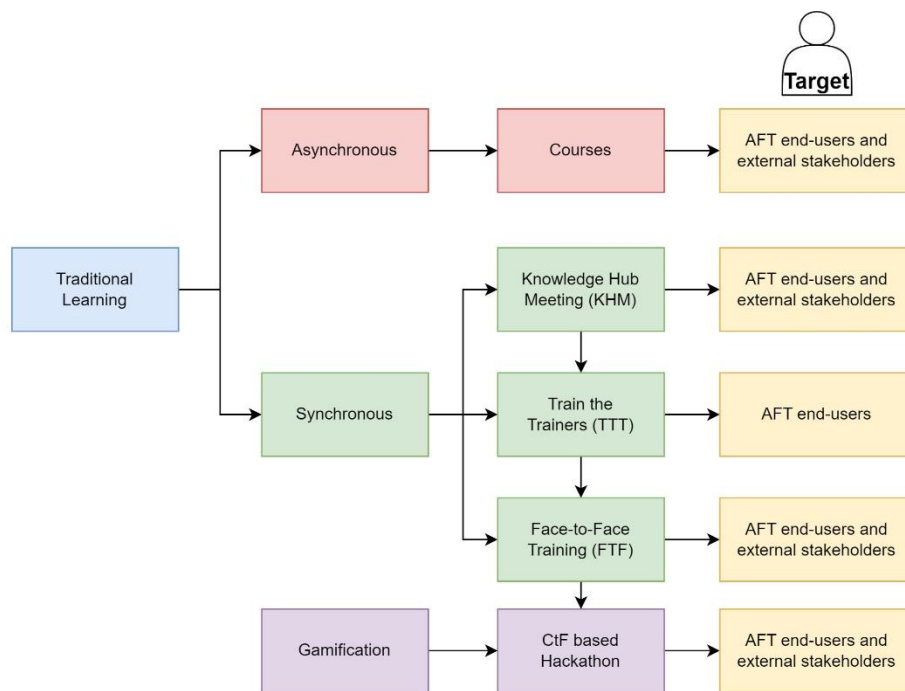 Target
Asynchronous
Courses
AFT end-users and
external stakeholders
Traditional
Learning
Knowledge Hub
Meeting (KHM)
AFT end-users and
external stakeholders
Synchronous
Train the
Trainers (TTT)
AFT end-users
Face-to-Face
Training (FTF)
AFT end-users and
external stakeholders
Gamification
CtF based
Hackathon
AFT end-users and
external stakeholders